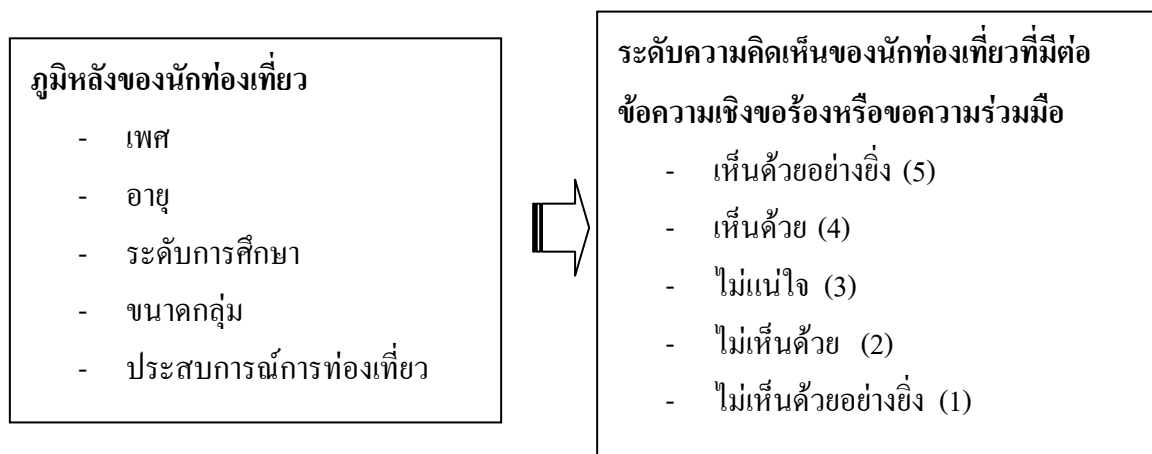 ภูมิหลังของนักท่องเที่ยว
- เพศ
- อายุ
- ระดับการศึกษา
- ขนาดกลุ่ม
- ประสบการณ์การท่องเที่ยว
ระดับความคิดเห็นของนักท่องเที่ยวที่มีต่อ
ข้อความเชิงขอร้องหรือขอความร่วมมือ
- เห็นด้วยอย่างยิ่ง (5)
- เห็นด้วย (4)
- ไม่แน่ใจ (3)
- ไม่เห็นด้วย (2)
- ไม่เห็นด้วยอย่างยิ่ง (1)